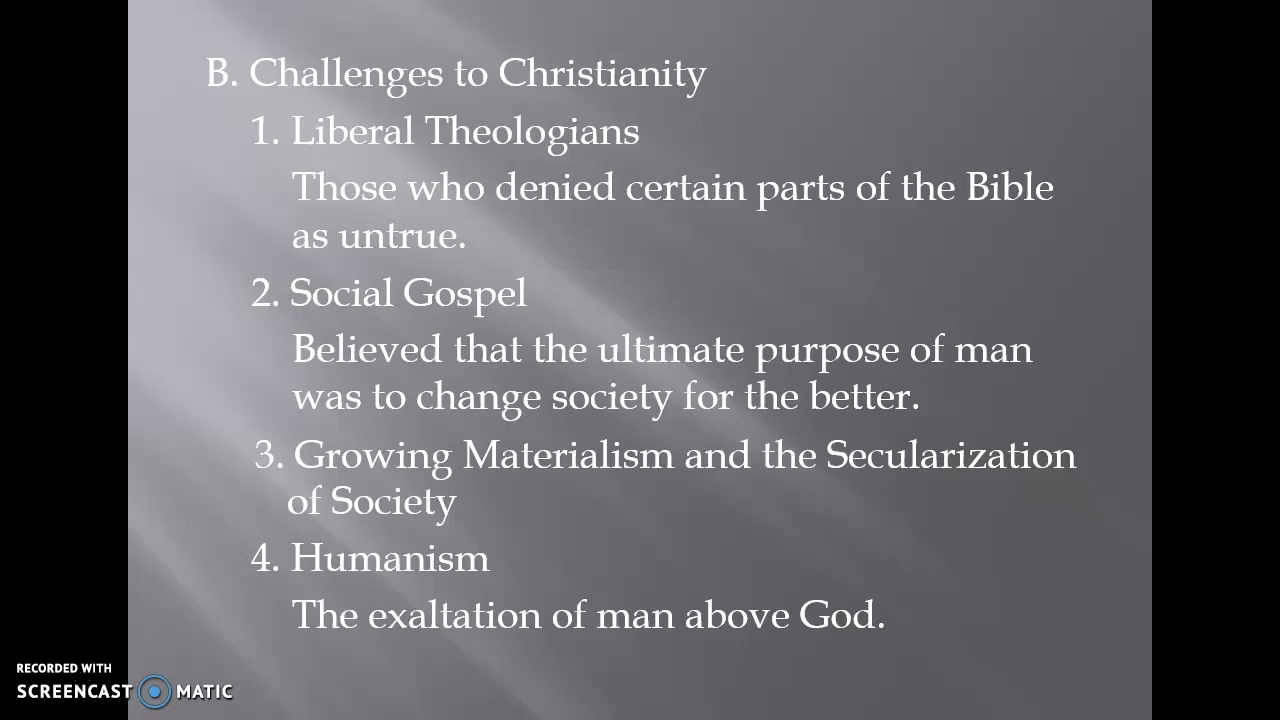 B. Challenges to Christianity
1. Liberal Theologians
Those who denied certain parts of the Bible
as untrue.
2. Social Gospel
Believed that the ultimate purpose of man
was to change society for the better.
3. Growing Materialism and the Secularization
of Society
4. Humanism
The exaltation of man above God.
RECORDED WITH
SCREENCAST MATIC